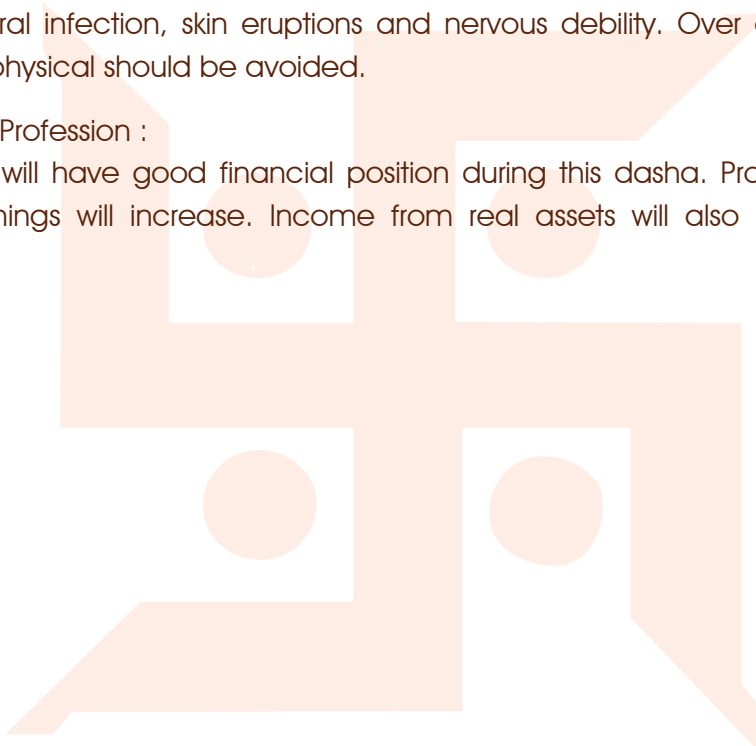 ral infection, skin eruptions and nervous debility. Over
physical should be avoided.
Profession :
will have good financial position during this dasha. Pro
nings will increase. Income from real assets will also